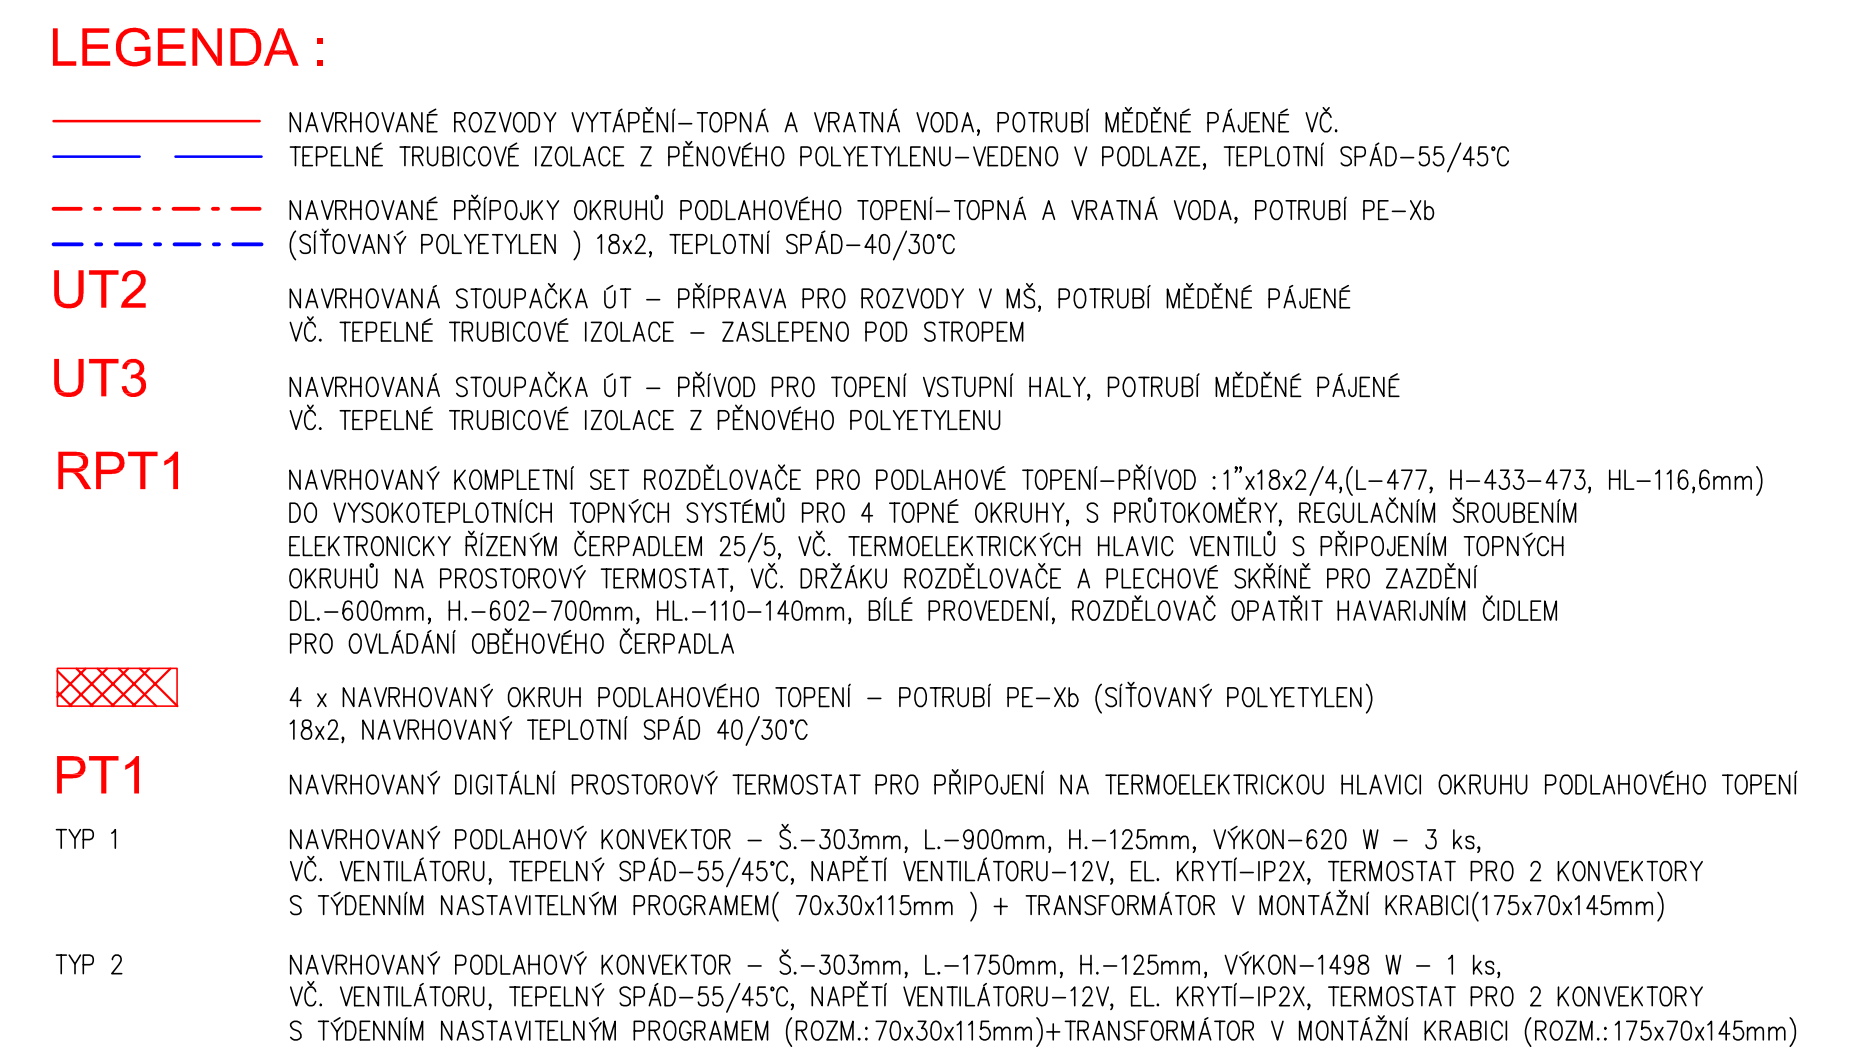 LEGENDA :
NAVRHOVANÉ ROZVODY VYTÁPĚNÍ-TOPNÁ A VRATNÁ VODA, POTRUBÍ MĚDĚNÉ PÁJENÉ VČ.
TEPELNÉ TRUBICOVÉ IZOLACE Z PĚNOVÉHO POLYETYLENU-VEDENO V PODLAZE, TEPLOTNÍ SPÁD-55/45°C
NAVRHOVANÉ PŘÍPOJKY OKRUHŮ PODLAHOVÉHO TOPENÍ-TOPNÁ A VRATNÁ VODA, POTRUBÍ PE-Xb
(SÍŤOVANÝ POLYETYLEN ) 18x2, TEPLOTNÍ SPÁD-40/30°C
UT2 NAVRHOVANÁ STOUPAČKA ÚT - PŘÍPRAVA PRO ROZVODY V MŠ, POTRUBÍ MĚDĚNÉ PÁJENÉ
VČ. TEPELNÉ TRUBICOVÉ IZOLACE - ZASLEPENO POD STROPEM
UT3 NAVRHOVANÁ STOUPAČKA ÚT - PŘÍVOD PRO TOPENÍ VSTUPNÍ HALY, POTRUBÍ MĚDĚNÉ PÁJENÉ
VČ. TEPELNÉ TRUBICOVÉ IZOLACE Z PĚNOVÉHO POLYETYLENU
RPT1 NAVRHOVANÝ KOMPLETNÍ SET ROZDĚLOVAČE PRO PODLAHOVÉ TOPENÍ-PŘÍVOD :1"x18x2/4,(L-477, H-433-473, HL-116,6mm)
DO VYSOKOTEPLOTNÍCH TOPNÝCH SYSTÉMŮ PRO 4 TOPNÉ OKRUHY, S PRŮTOKOMĚRY, REGULAČNÍM ŠROUBENÍM
ELEKTRONICKY ŘÍZENÝM ČERPADLEM 25/5, VČ. TERMOELEKTRICKÝCH HLAVIC VENTILŮ S PŘIPOJENÍM TOPNÝCH
OKRUHŮ NA PROSTOROVÝ TERMOSTAT, VČ. DRŽÁKU ROZDĚLOVAČE A PLECHOVÉ SKŘÍNĚ PRO ZAZDĚNÍ
DL.-600mm, H.-602-700mm, HL.-110-140mm, BÍLÉ PROVEDENÍ, ROZDĚLOVAČ OPATŘIT HAVARIJNÍM ČIDLEM
PRO OVLÁDÁNÍ OBĚHOVÉHO ČERPADLA
4 x NAVRHOVANÝ OKRUH PODLAHOVÉHO TOPENÍ - POTRUBÍ PE-Xb (SÍŤOVANÝ POLYETYLEN)
18x2, NAVRHOVANÝ TEPLOTNÍ SPÁD 40/30°C
PT1 NAVRHOVANÝ DIGITÁLNÍ PROSTOROVÝ TERMOSTAT PRO PŘIPOJENÍ NA TERMOELEKTRICKOU HLAVICI OKRUHU PODLAHOVÉHO TOPENÍ
TYP 1 NAVRHOVANÝ PODLAHOVÝ KONVEKTOR - Š.-303mm, L.-900mm, H.-125mm, VÝKON-620 W - 3 ks,
VČ. VENTILÁTORU, TEPELNÝ SPÁD-55/45°C, NAPĚTÍ VENTILÁTORU-12V, EL. KRYTÍ-IP2X, TERMOSTAT PRO 2 KONVEKTORY
S TÝDENNÍM NASTAVITELNÝM PROGRAMEM( 70x30x115mm ) + TRANSFORMÁTOR V MONTÁŽNÍ KRABICI(175x70x145mm)
TYP 2 NAVRHOVANÝ PODLAHOVÝ KONVEKTOR - Š.-303mm, L.-1750mm, H.-125mm, VÝKON-1498 W - 1 ks,
VČ. VENTILÁTORU, TEPELNÝ SPÁD-55/45°C, NAPĚTÍ VENTILÁTORU-12V, EL. KRYTÍ-IP2X, TERMOSTAT PRO 2 KONVEKTORY
S TÝDENNÍM NASTAVITELNÝM PROGRAMEM (ROZM.:70x30x115mm)+TRANSFORMÁTOR V MONTÁŽNÍ KRABICI (ROZM.:175x70x145mm)